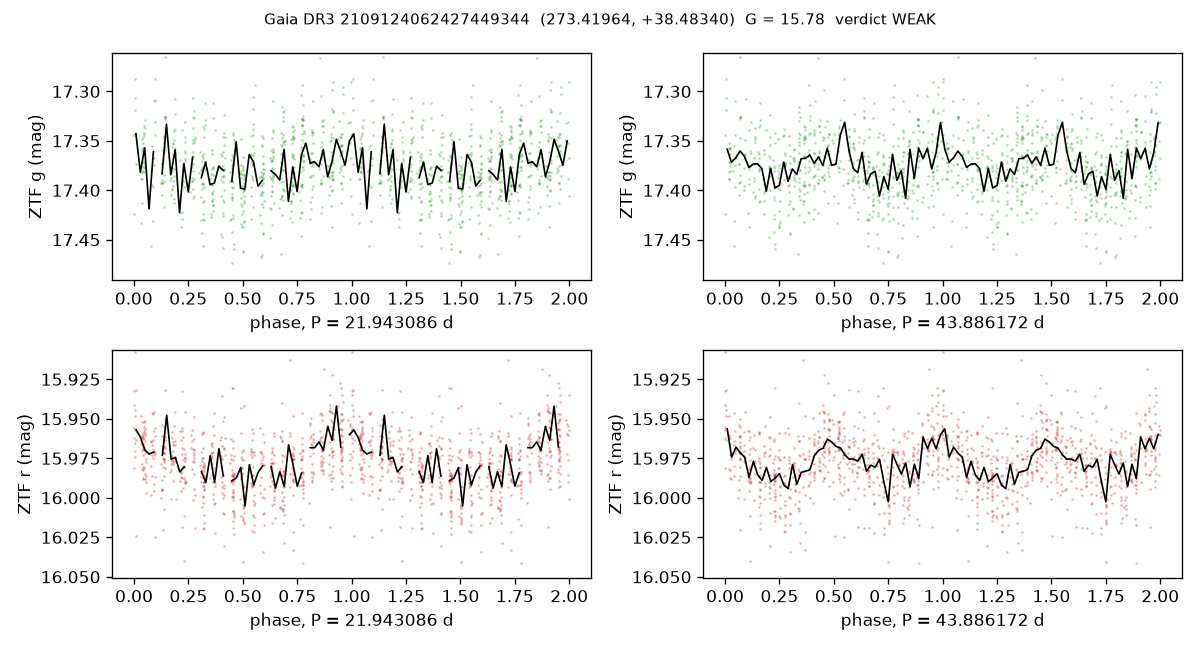 Gaia DR3 2109124062427449344  (273.41964, +38.48340)  G = 15.78  verdict WEAK
ZTF g (mag)
17.30
17.35
17.40
17.45
0.00 0.25 0.50 0.75 1.00 1.25 1.50 1.75 2.00
phase, P = 21.943086 d
ZTF g (mag)
17.30
17.35
17.40
17.45
0.00 0.25 0.50 0.75 1.00 1.25 1.50 1.75 2.00
phase, P = 43.886172 d
ZTF r (mag)
15.925
15.950
15.975
16.000
16.025
16.050
0.00 0.25 0.50 0.75 1.00 1.25 1.50 1.75 2.00
phase, P = 21.943086 d
ZTF r (mag)
15.925
15.950
15.975
16.000
16.025
16.050
0.00 0.25 0.50 0.75 1.00 1.25 1.50 1.75 2.00
phase, P = 43.886172 d